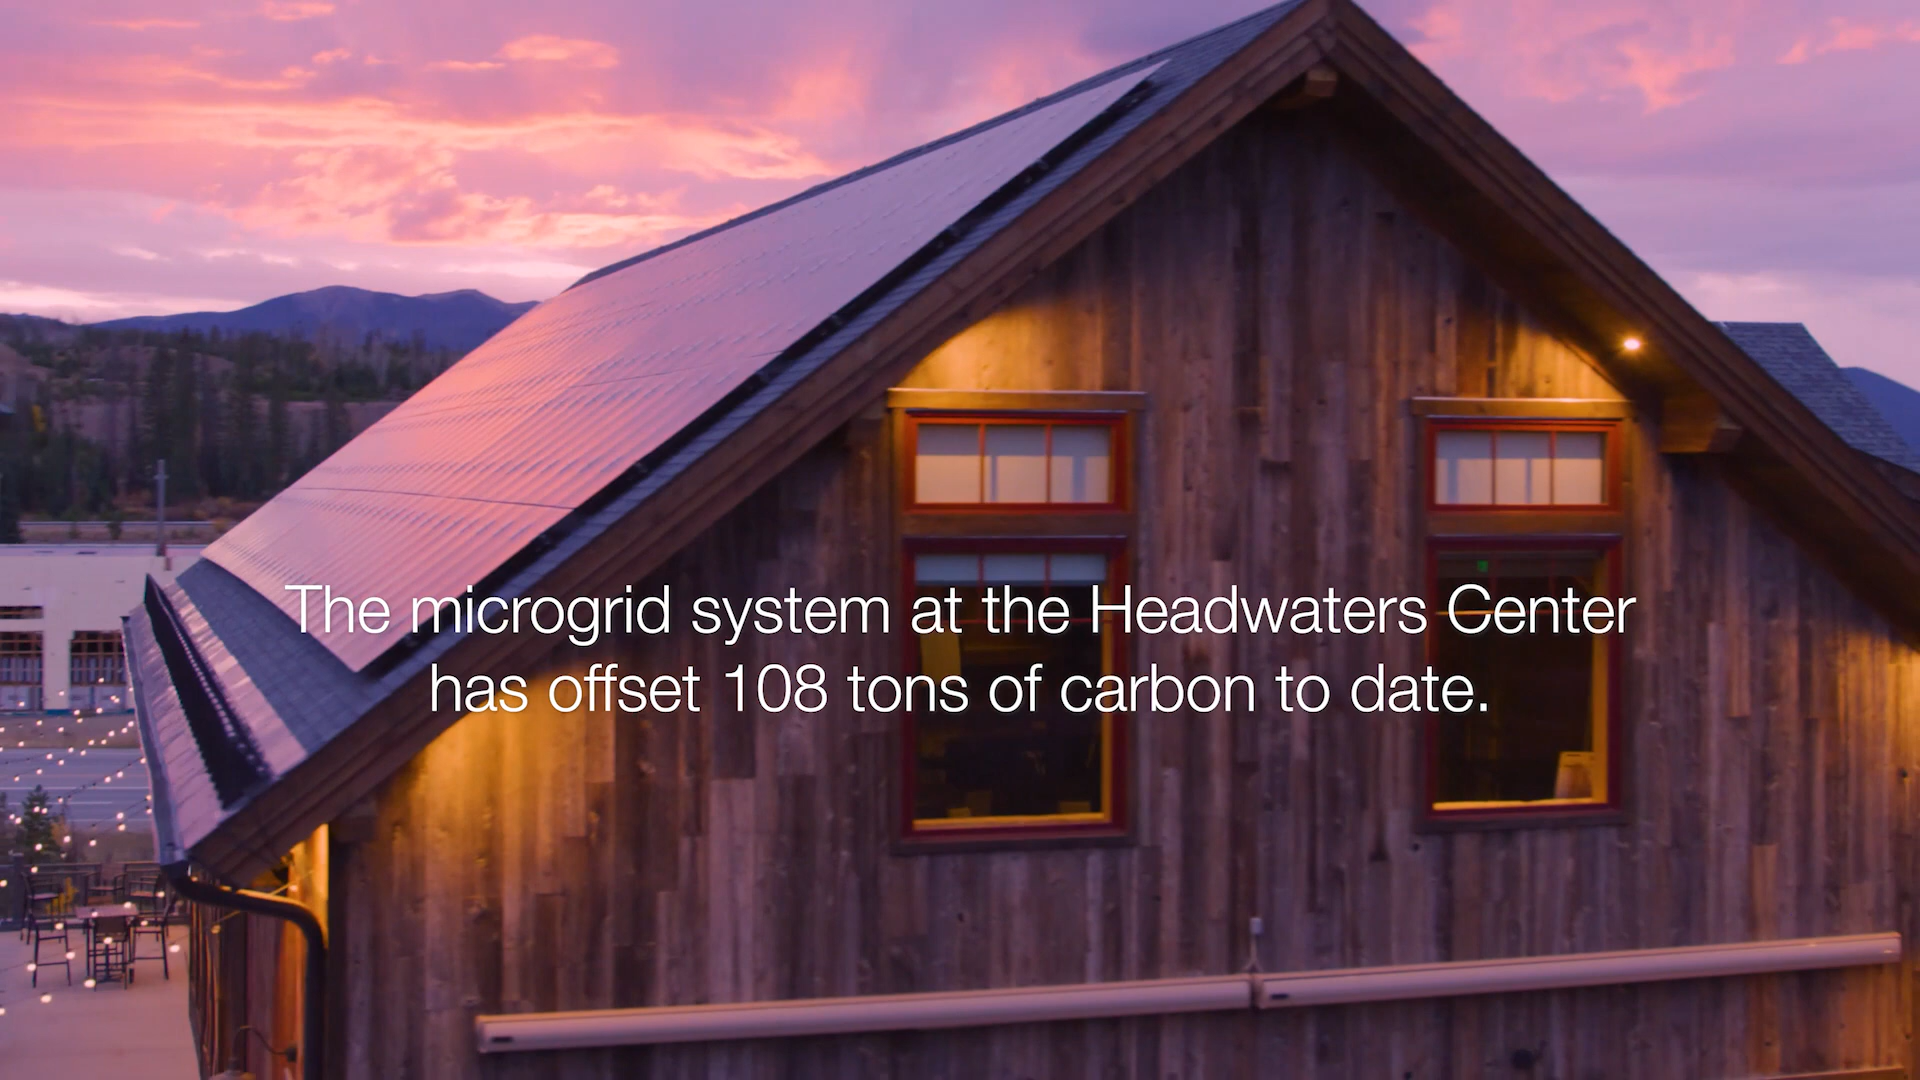 The microgrid system at the Headwaters Center
has offset 108 tons of carbon to date.